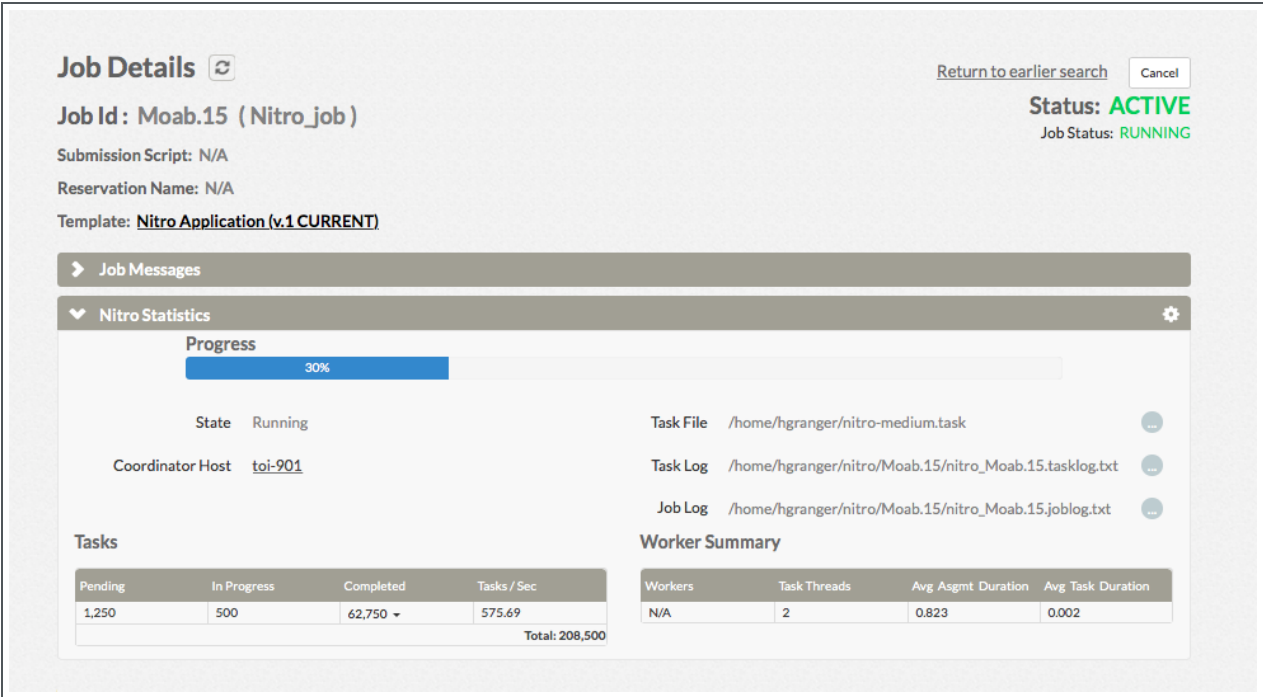 Job Details
Return to earlier search Cancel
Job Id : Moab.15 ( Nitro_job )
Status: ACTIVE
Job Status: RUNNING
Submission Script: N/A
Reservation Name: N/A
Template: Nitro Application (v.1 CURRENT)
Job Messages
Nitro Statistics
Progress
30%
State Running
Task File /home/hgranger/nitro-medium.task ...
Coordinator Host toi-901
Task Log /home/hgranger/nitro/Moab.15/nitro_Moab.15.tasklog.txt ...
Job Log /home/hgranger/nitro/Moab.15/nitro_Moab.15.joblog.txt ...
Tasks
Pending In Progress Completed Tasks / Sec
1,250 500 62,750 575.69
Total: 208,500
Worker Summary
Workers Task Threads Avg Asgmt Duration Avg Task Duration
N/A 2 0.823 0.002